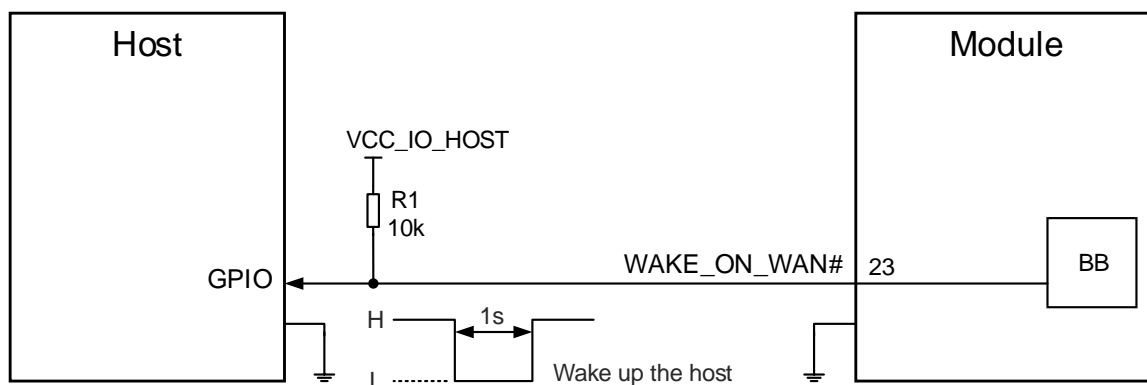 Host
Module
VCC_IO_HOST
R1
10k
GPIO
WAKE_ON_WAN#
23
BB
H
1s
L
Wake up the host